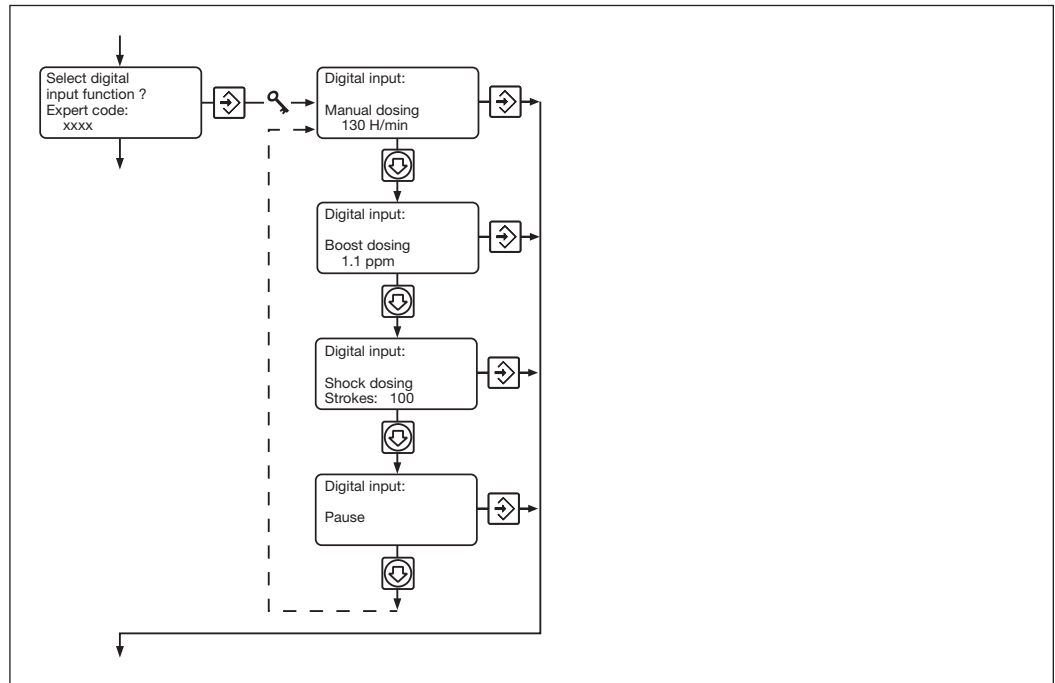 Select digital
input function ?
Expert code:
xxxx
Digital input:
Manual dosing
130 H/min
Digital input:
Boost dosing
1.1 ppm
Digital input:
Shock dosing
Strokes: 100
Digital input:
Pause